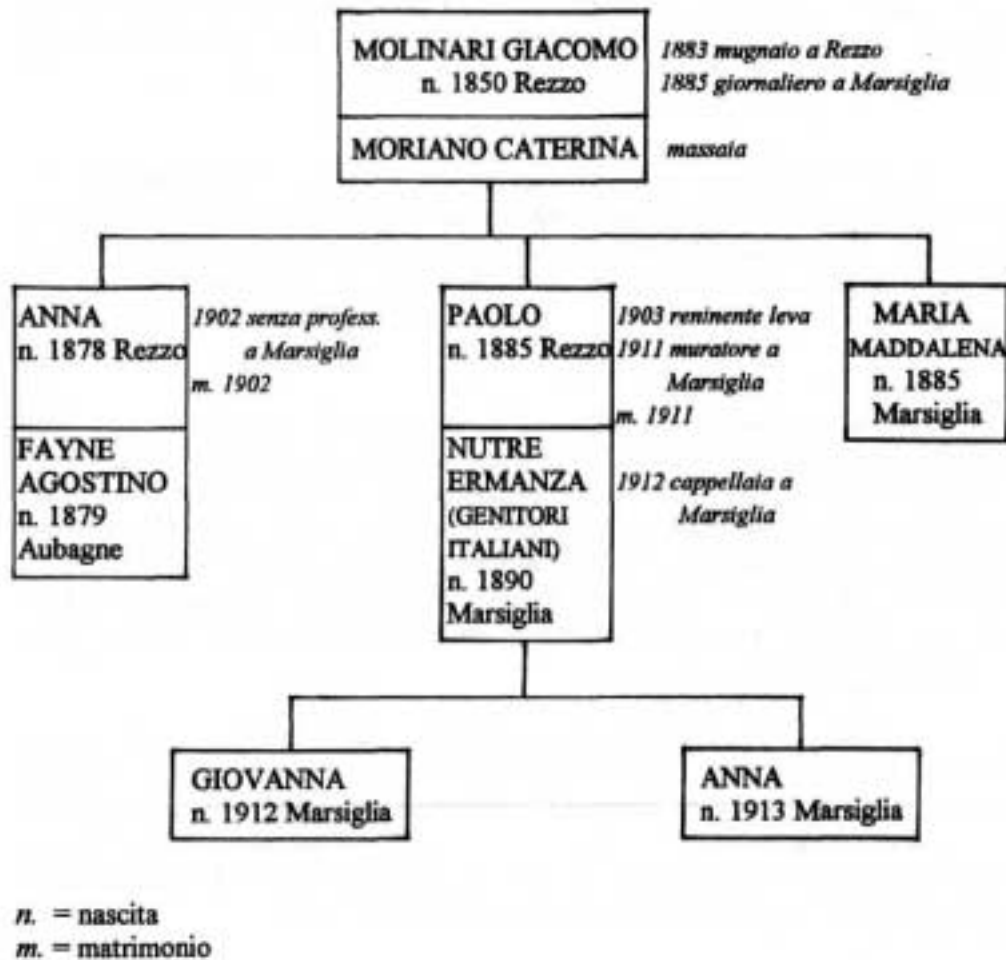 MOLINARI GIACOMO
n. 1850 Rezzo
1883 mugnaio a Rezzo
1885 giornaliero a Marsiglia
MORIANO CATERINA
massaia
ANNA
n. 1878 Rezzo
1902 senza profess.
a Marsiglia
m. 1902
FAYNE
AGOSTINO
n. 1879
Aubagne
PAOLO
n. 1885 Rezzo
1903 reninente leva
1911 muratore a
Marsiglia
m. 1911
NUTRE
ERMANZA
(GENITORI
ITALIANI)
n. 1890
Marsiglia
1912 cappellaia a
Marsiglia
MARIA
MADDALENA
n. 1885
Marsiglia
GIOVANNA
n. 1912 Marsiglia
ANNA
n. 1913 Marsiglia
n. = nascita
m. = matrimonio